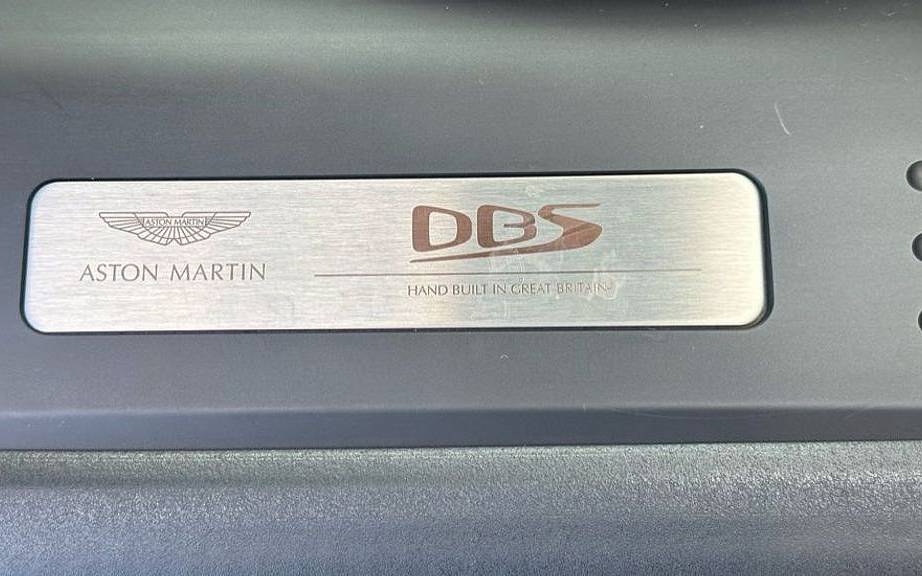 ASTON MARTIN
ASTON MARTIN
DBS
HAND BUILT IN GREAT BRITAIN